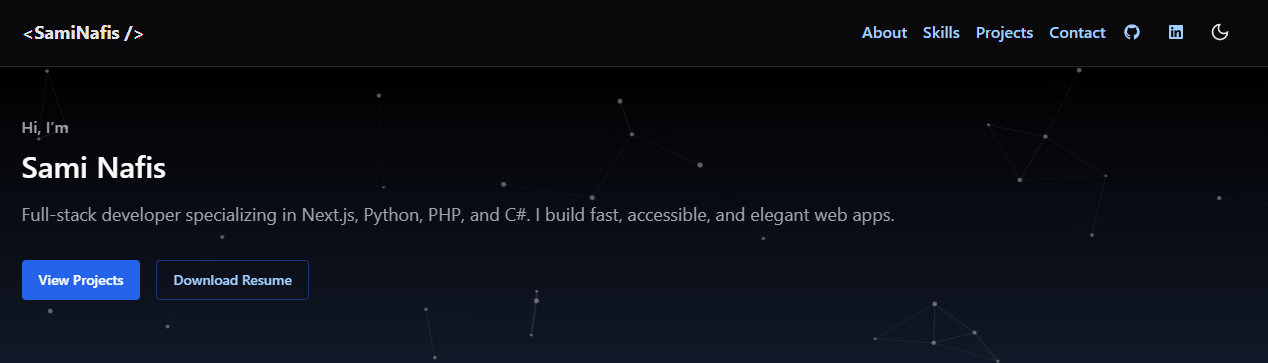 <SamiNafis />
About Skills Projects Contact
Hi, I'm
Sami Nafis
Full-stack developer specializing in Next.js, Python, PHP, and C#. I build fast, accessible, and elegant web apps.
View Projects Download Resume